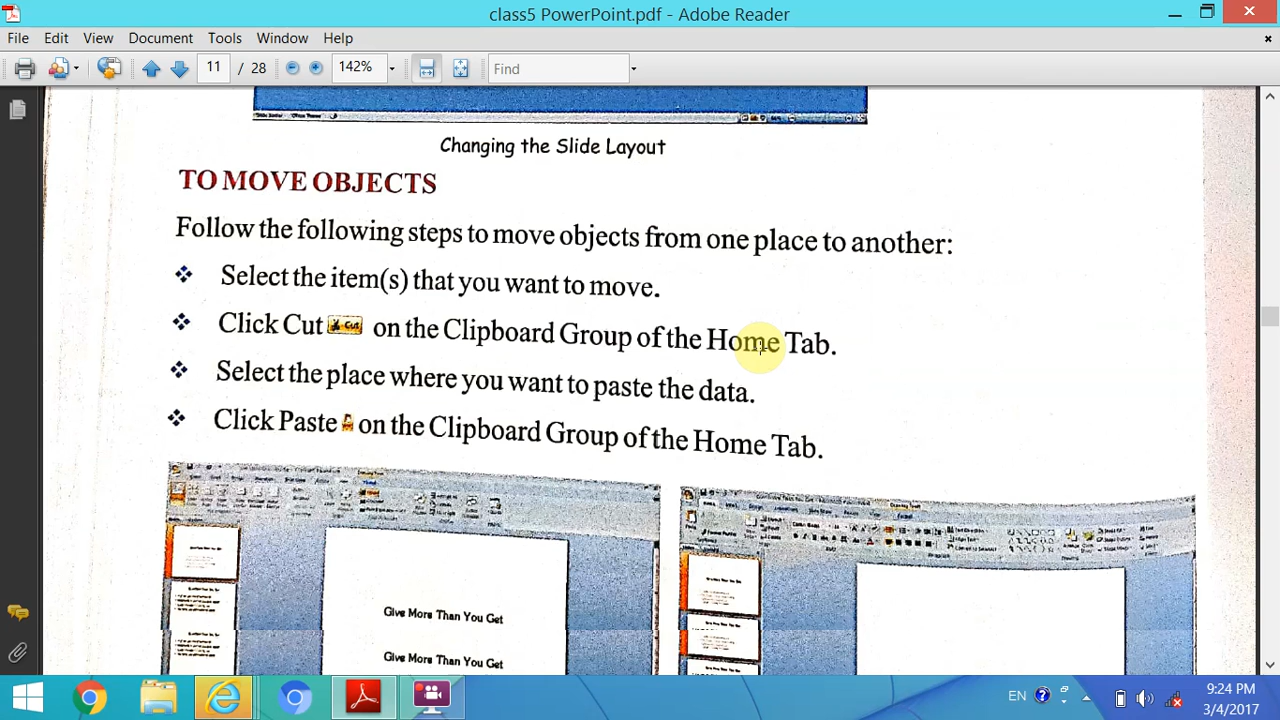 class5 PowerPoint.pdf - Adobe Reader
File Edit View Document Tools Window Help
11 / 28 142% Find
Changing the Slide Layout
TO MOVE OBJECTS
Follow the following steps to move objects from one place to another:
❖ Select the item(s) that you want to move.
❖ Click Cut Cut on the Clipboard Group of the Home Tab.
❖ Select the place where you want to paste the data.
❖ Click Paste on the Clipboard Group of the Home Tab.
Give More Than You Get
Give More Than You Get
EN
9:24 PM
3/4/2017